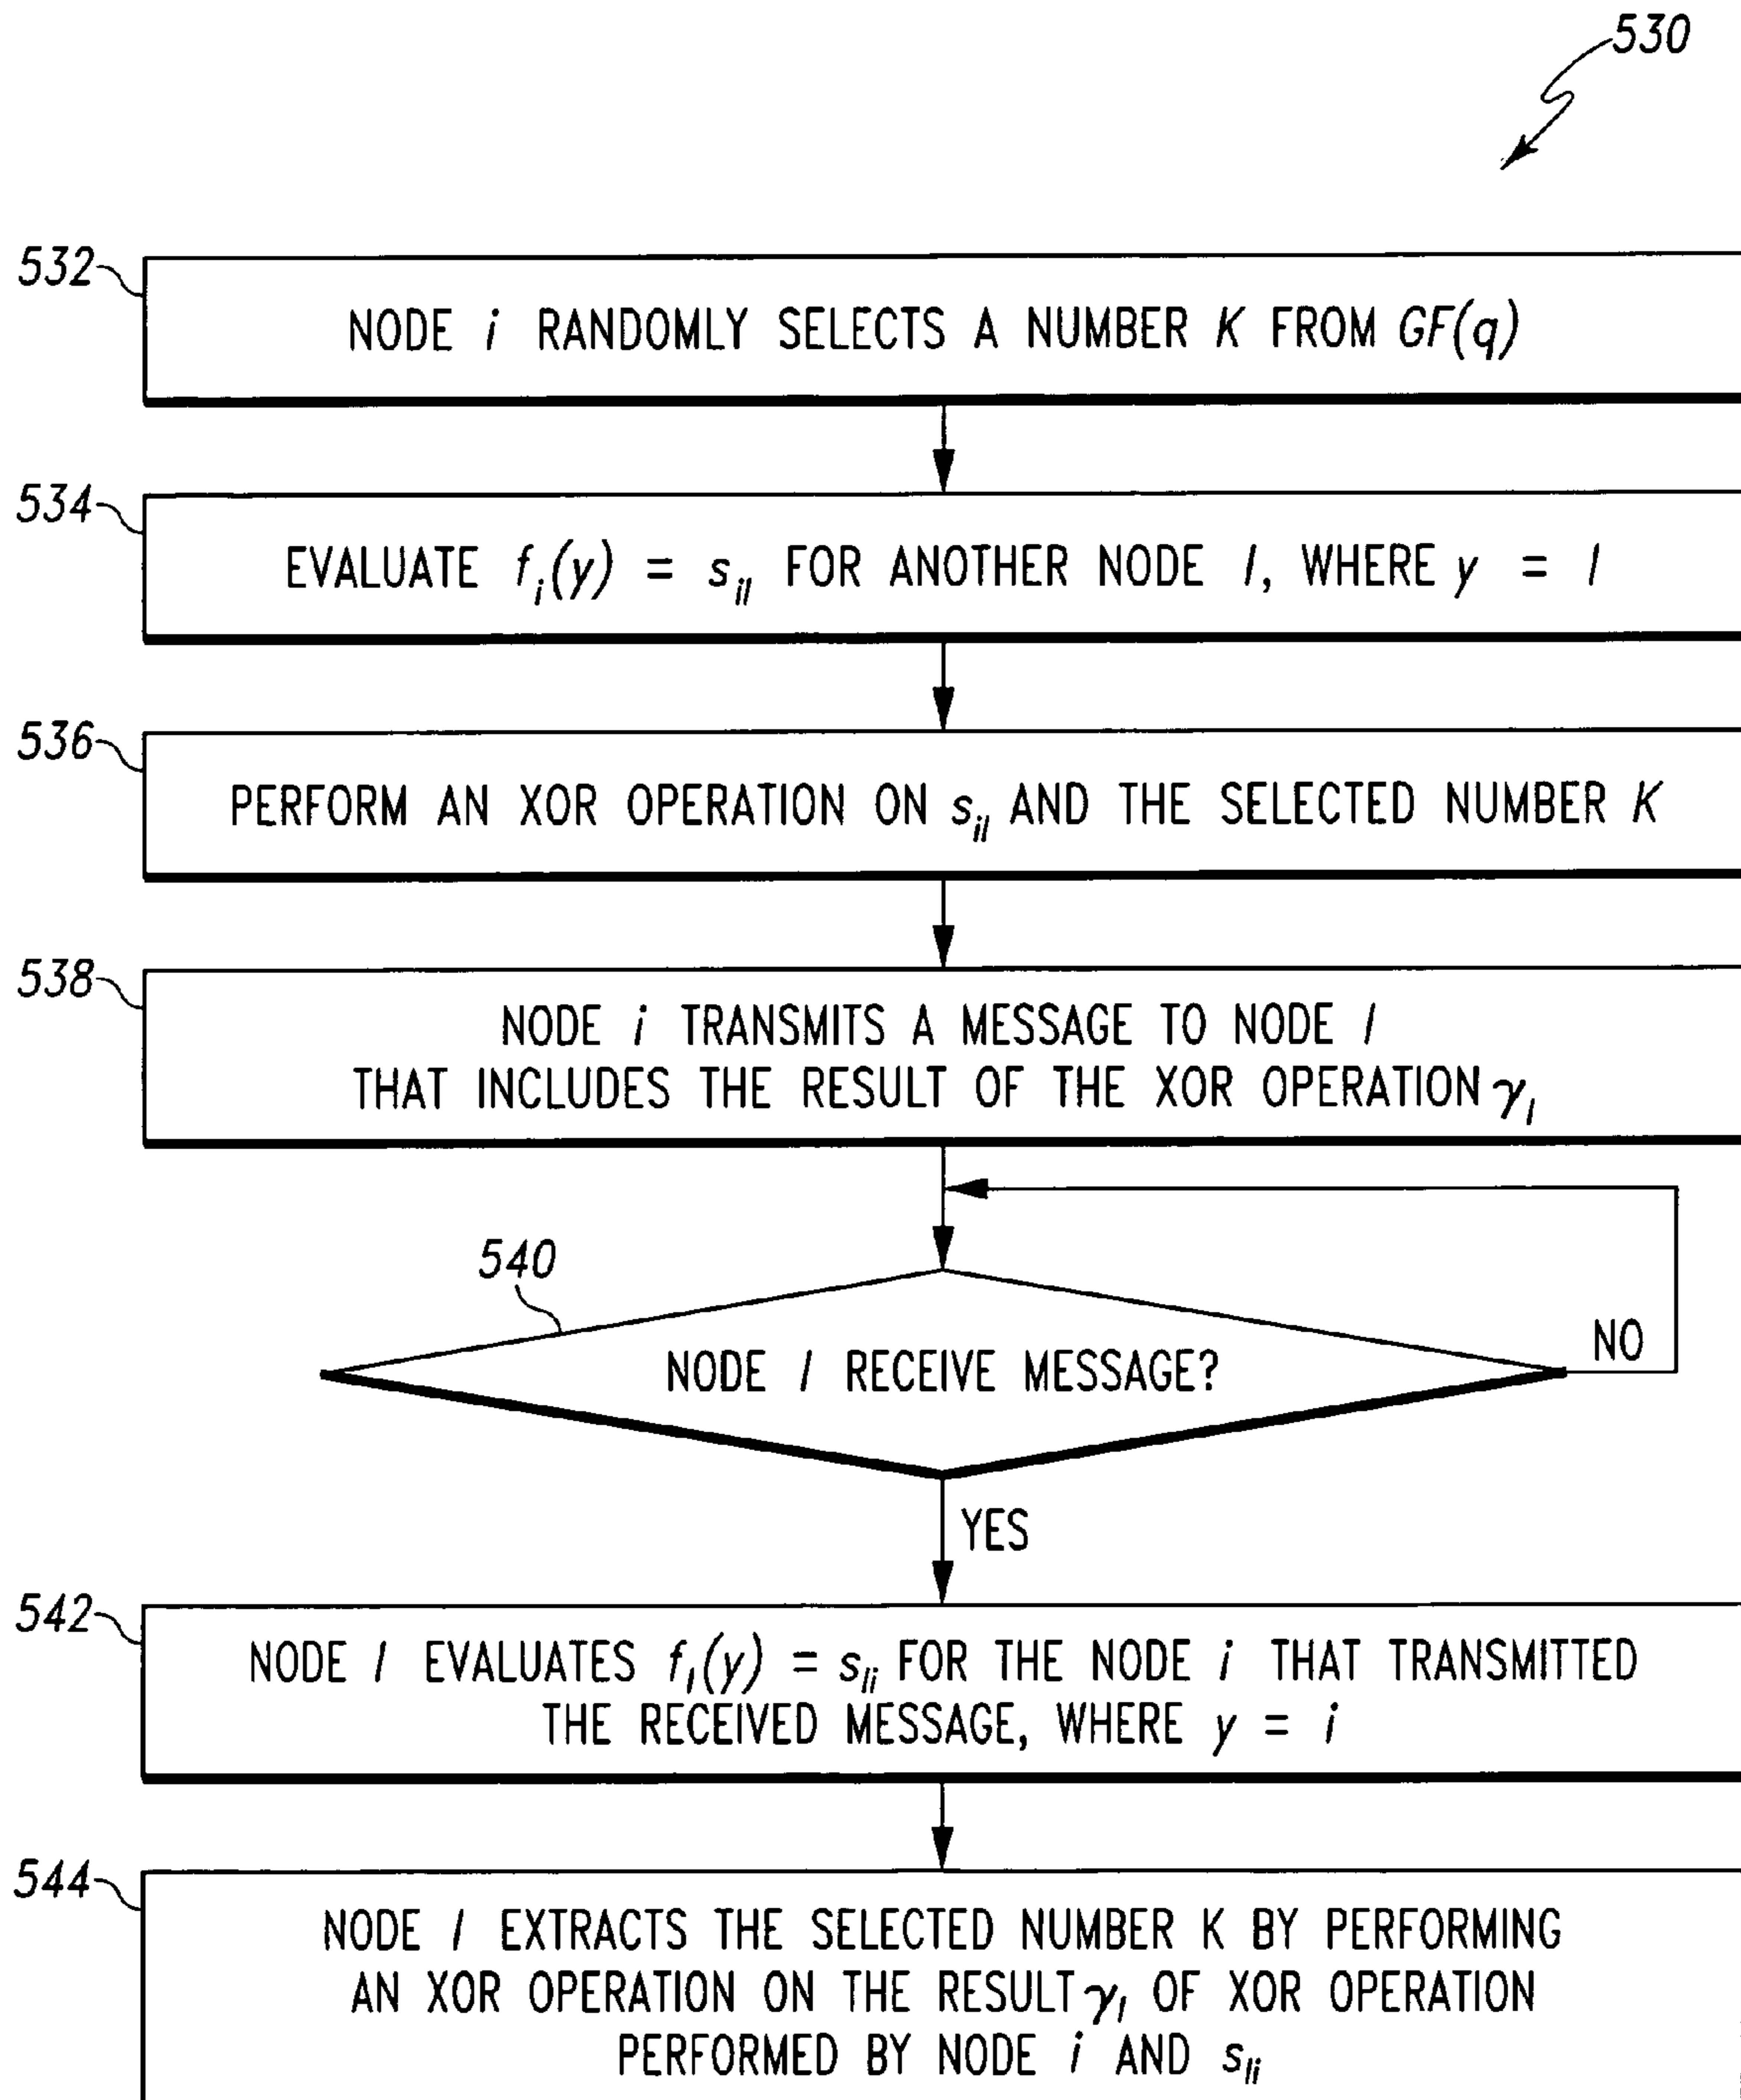 530
532
NODE i RANDOMLY SELECTS A NUMBER K FROM GF(q)
534
EVALUATE f_i(y) = s_il FOR ANOTHER NODE l, WHERE y = l
536
PERFORM AN XOR OPERATION ON s_il AND THE SELECTED NUMBER K
538
NODE i TRANSMITS A MESSAGE TO NODE l
THAT INCLUDES THE RESULT OF THE XOR OPERATION γ_l
540
NODE l RECEIVE MESSAGE?
NO
YES
542
NODE l EVALUATES f_l(y) = s_li FOR THE NODE i THAT TRANSMITTED
THE RECEIVED MESSAGE, WHERE y = i
544
NODE l EXTRACTS THE SELECTED NUMBER K BY PERFORMING
AN XOR OPERATION ON THE RESULT γ_l OF XOR OPERATION
PERFORMED BY NODE i AND s_li